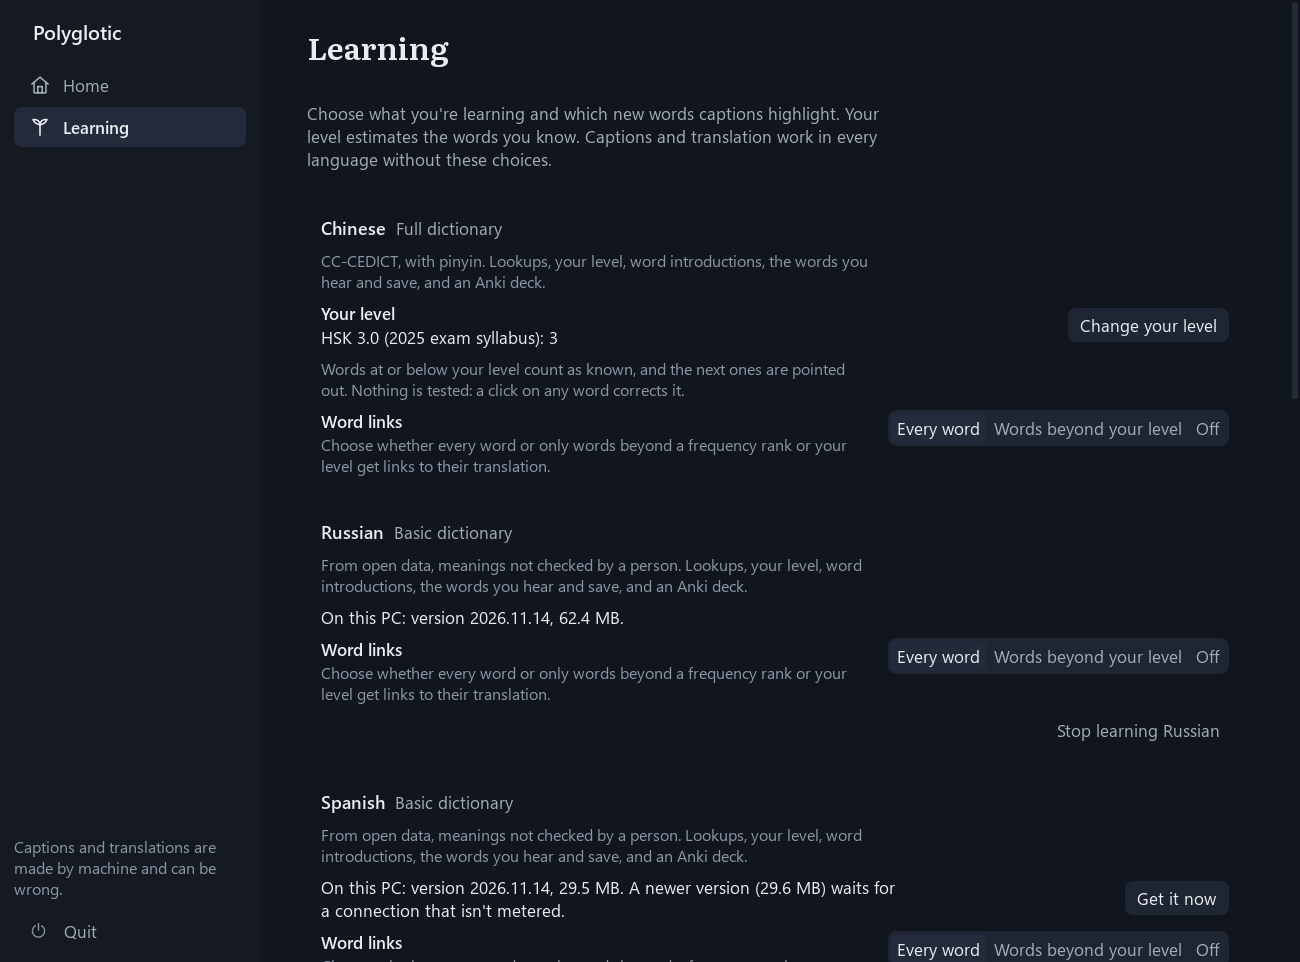 Polyglotic
Home
Learning
Captions and translations are
made by machine and can be
wrong.
Quit
Learning
Choose what you're learning and which new words captions highlight. Your
level estimates the words you know. Captions and translation work in every
language without these choices.
Chinese Full dictionary
CC-CEDICT, with pinyin. Lookups, your level, word introductions, the words you
hear and save, and an Anki deck.
Your level
HSK 3.0 (2025 exam syllabus): 3
Change your level
Words at or below your level count as known, and the next ones are pointed
out. Nothing is tested: a click on any word corrects it.
Word links
Every word Words beyond your level Off
Choose whether every word or only words beyond a frequency rank or your
level get links to their translation.
Russian Basic dictionary
From open data, meanings not checked by a person. Lookups, your level, word
introductions, the words you hear and save, and an Anki deck.
On this PC: version 2026.11.14, 62.4 MB.
Word links
Every word Words beyond your level Off
Choose whether every word or only words beyond a frequency rank or your
level get links to their translation.
Stop learning Russian
Spanish Basic dictionary
From open data, meanings not checked by a person. Lookups, your level, word
introductions, the words you hear and save, and an Anki deck.
On this PC: version 2026.11.14, 29.5 MB. A newer version (29.6 MB) waits for
a connection that isn't metered.
Get it now
Word links
Every word Words beyond your level Off